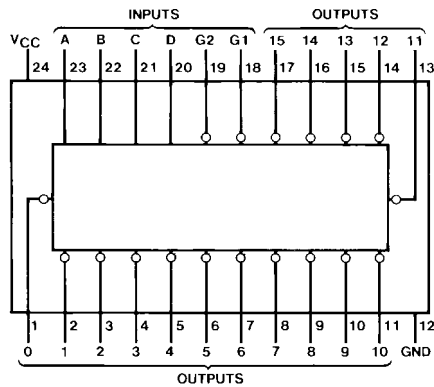 INPUTS OUTPUTS
VCC A B C D G2 G1 15 14 13 12 11
24 23 22 21 20 19 18 17 16 15 14 13
1 2 3 4 5 6 7 8 9 10 11 12
0 1 2 3 4 5 6 7 8 9 10 GND
OUTPUTS